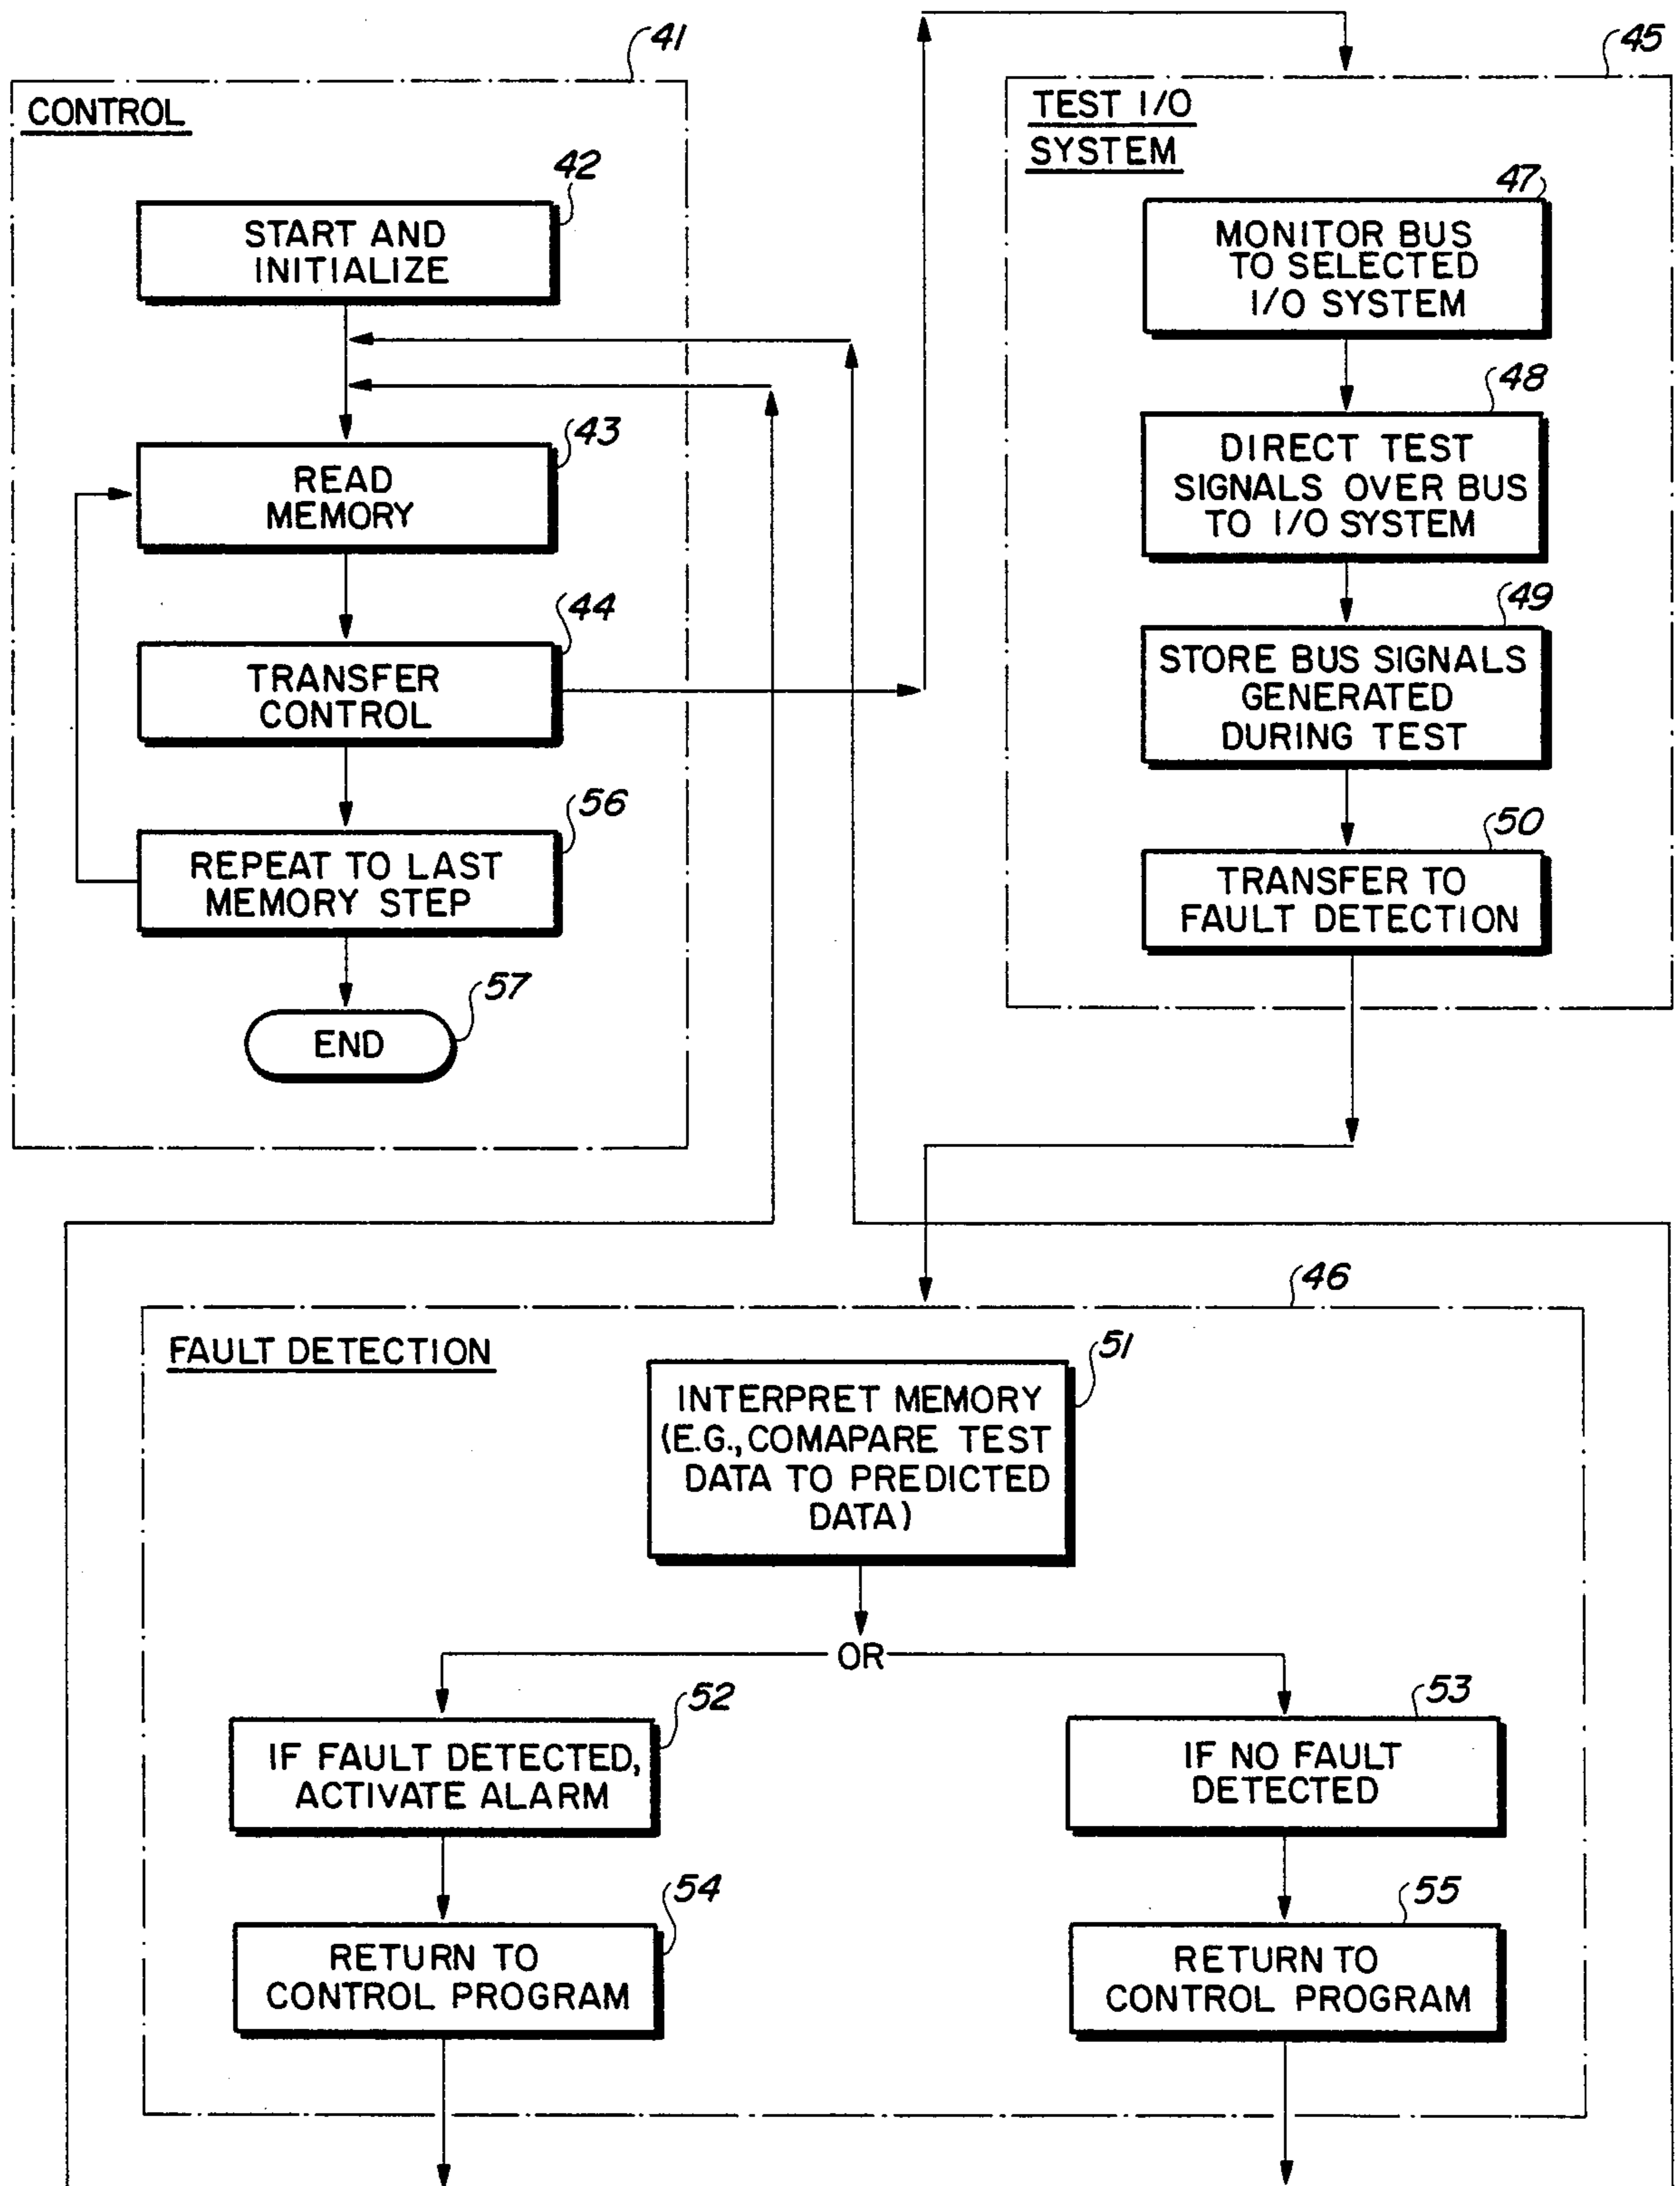 41
CONTROL
42
START AND
INITIALIZE
43
READ
MEMORY
44
TRANSFER
CONTROL
56
REPEAT TO LAST
MEMORY STEP
57
END
45
TEST I/O
SYSTEM
47
MONITOR BUS
TO SELECTED
I/O SYSTEM
48
DIRECT TEST
SIGNALS OVER BUS
TO I/O SYSTEM
49
STORE BUS SIGNALS
GENERATED
DURING TEST
50
TRANSFER TO
FAULT DETECTION
46
FAULT DETECTION
51
INTERPRET MEMORY
(E.G., COMAPARE TEST
DATA TO PREDICTED
DATA)
OR
52
IF FAULT DETECTED,
ACTIVATE ALARM
53
IF NO FAULT
DETECTED
54
RETURN TO
CONTROL PROGRAM
55
RETURN TO
CONTROL PROGRAM